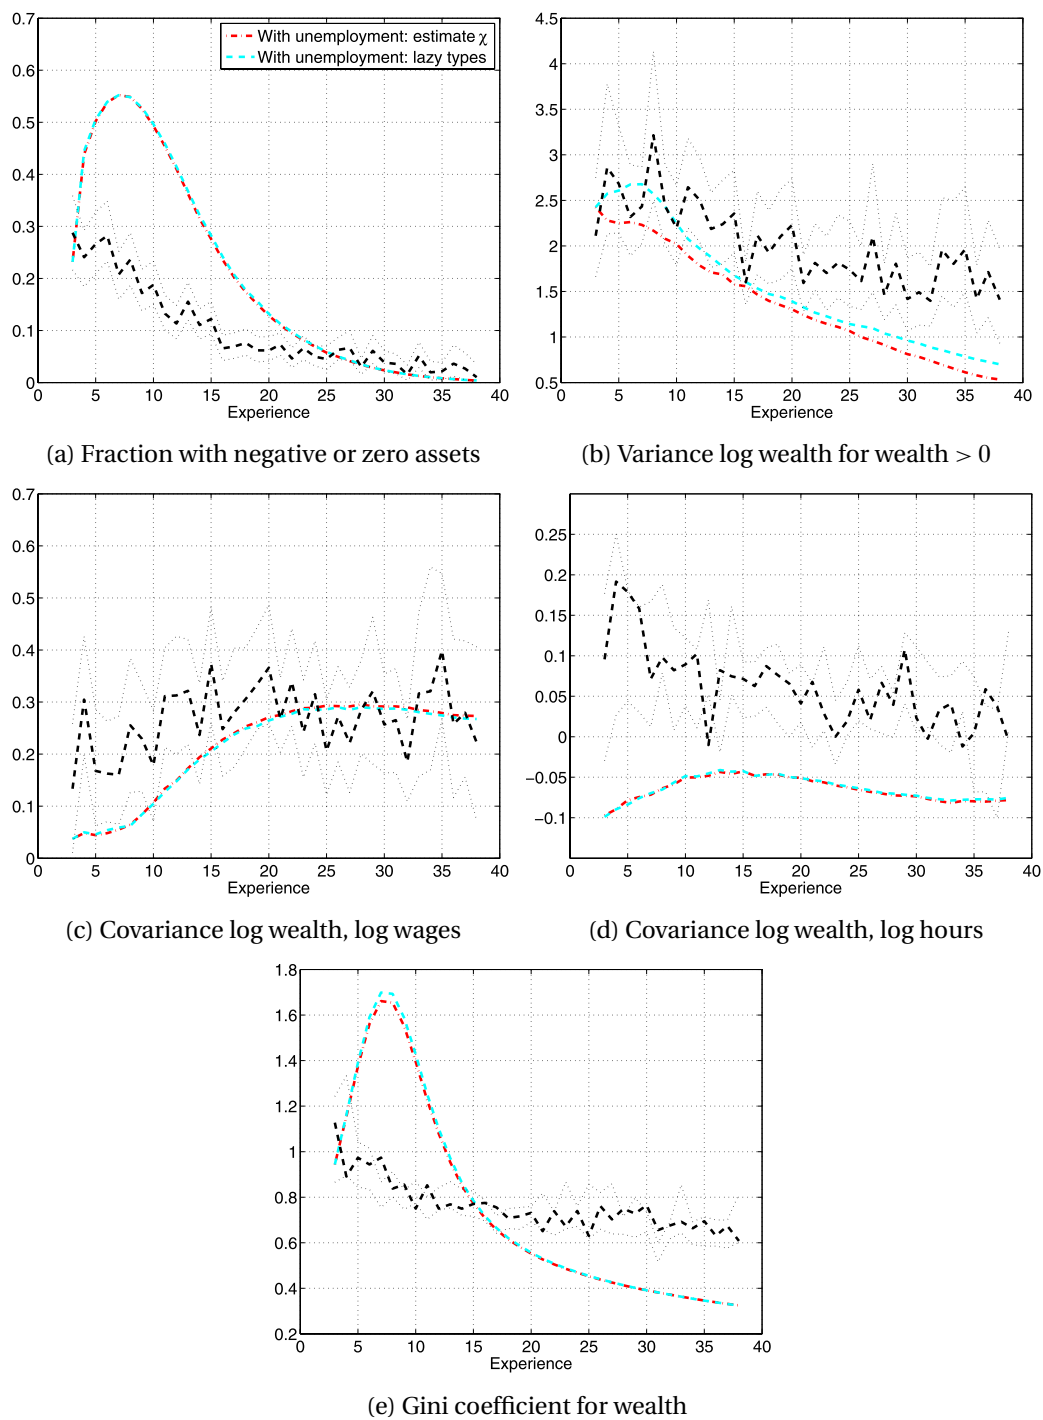 0.7
0.6
0.5
0.4
0.3
0.2
0.1
0
0 5 10 15 20 25 30 35 40
Experience
With unemployment: estimate χ
With unemployment: lazy types
(a) Fraction with negative or zero assets
4.5
4
3.5
3
2.5
2
1.5
1
0.5
0 5 10 15 20 25 30 35 40
Experience
(b) Variance log wealth for wealth > 0
0.7
0.6
0.5
0.4
0.3
0.2
0.1
0
0 5 10 15 20 25 30 35 40
Experience
(c) Covariance log wealth, log wages
0.25
0.2
0.15
0.1
0.05
0
−0.05
−0.1
0 5 10 15 20 25 30 35 40
Experience
(d) Covariance log wealth, log hours
1.8
1.6
1.4
1.2
1
0.8
0.6
0.4
0.2
0 5 10 15 20 25 30 35 40
Experience
(e) Gini coefficient for wealth